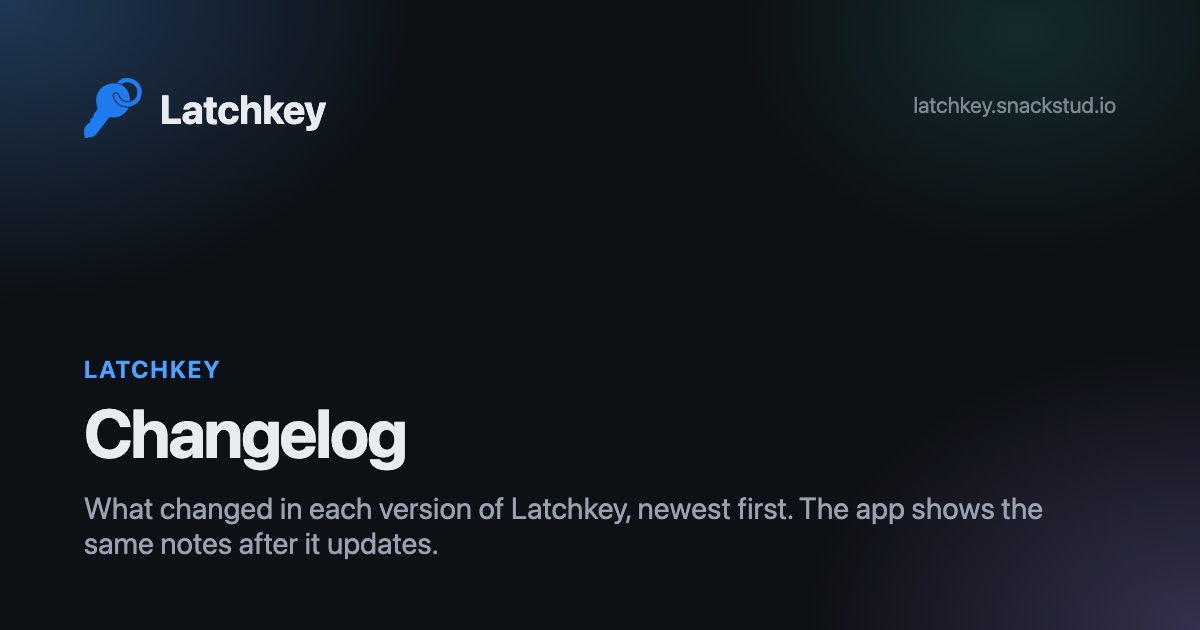 Latchkey
latchkey.snackstud.io
LATCHKEY
Changelog
What changed in each version of Latchkey, newest first. The app shows the
same notes after it updates.